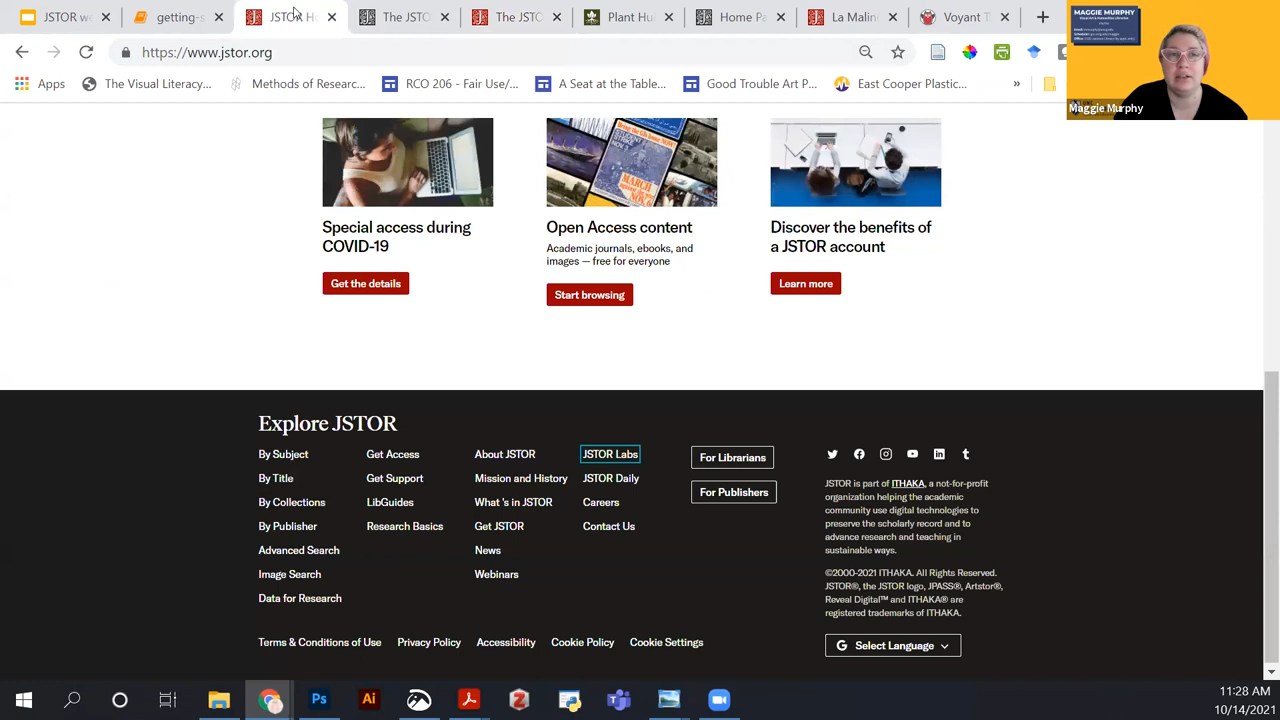 JSTOR w
getting-
JSTOR H
The JSTO
Plant H
Home Pa
La Malin
Voyant T
https://www.jstor.org
Apps
The Visual Literacy...
Methods of Researc...
RCO 206 - Fair Use/...
A Seat at the Table...
Good Trouble Art P...
East Cooper Plastic...
»
MAGGIE MURPHY
Visual Art & Humanities Librarian
Maggie Murphy
Special access during
COVID-19
Get the details
Open Access content
Academic journals, ebooks, and
images — free for everyone
Start browsing
Discover the benefits of
a JSTOR account
Learn more
Explore JSTOR
By Subject
By Title
By Collections
By Publisher
Advanced Search
Image Search
Data for Research
Get Access
Get Support
LibGuides
Research Basics
About JSTOR
Mission and History
What 's in JSTOR
Get JSTOR
News
Webinars
JSTOR Labs
JSTOR Daily
Careers
Contact Us
For Librarians
For Publishers
JSTOR is part of ITHAKA, a not-for-profit
organization helping the academic
community use digital technologies to
preserve the scholarly record and to
advance research and teaching in
sustainable ways.
©2000-2021 ITHAKA. All Rights Reserved.
JSTOR®, the JSTOR logo, JPASS®, Artstor®,
Reveal Digital™ and ITHAKA® are
registered trademarks of ITHAKA.
Select Language
Terms & Conditions of Use
Privacy Policy
Accessibility
Cookie Policy
Cookie Settings
11:28 AM
10/14/2021